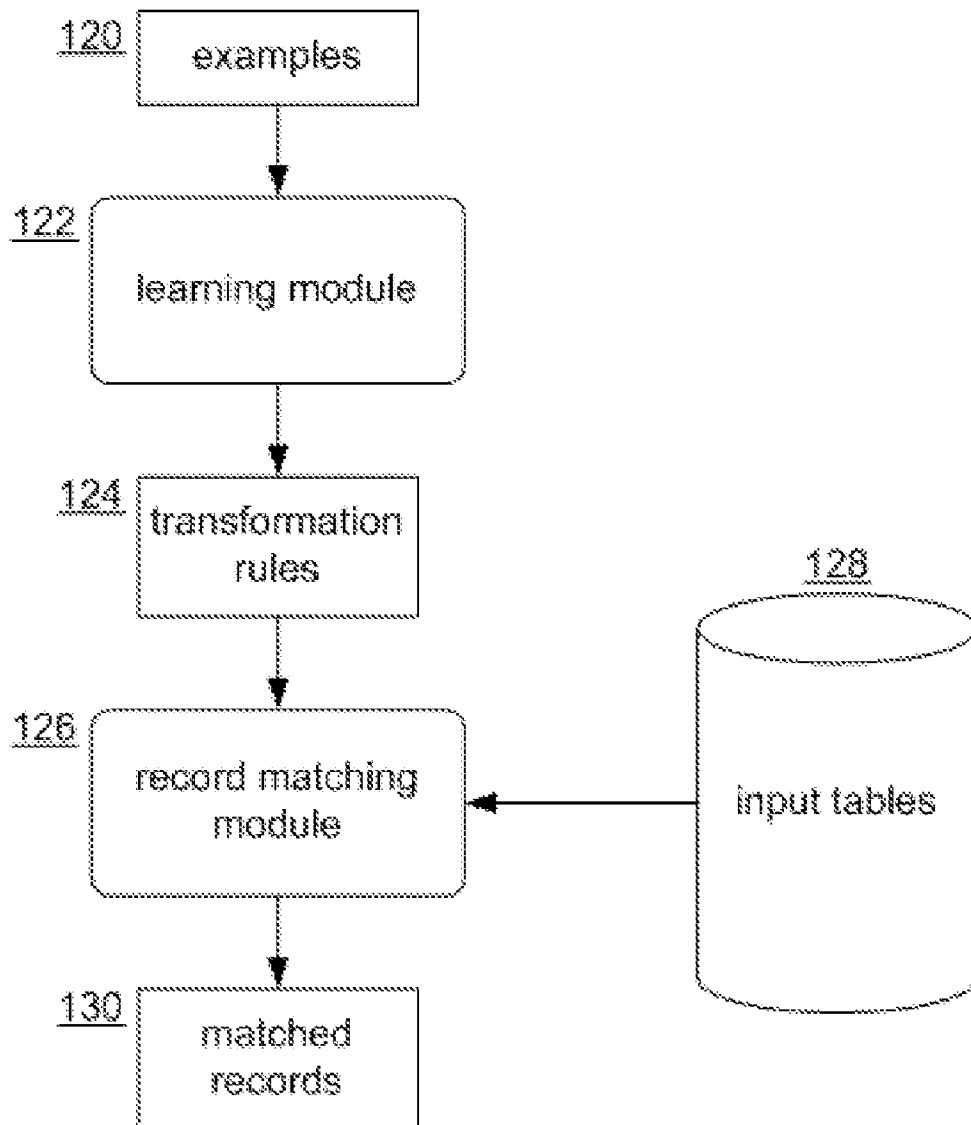 120
examples
122
learning module
124
transformation
rules
128
126
record matching
module
input tables
130
matched
records